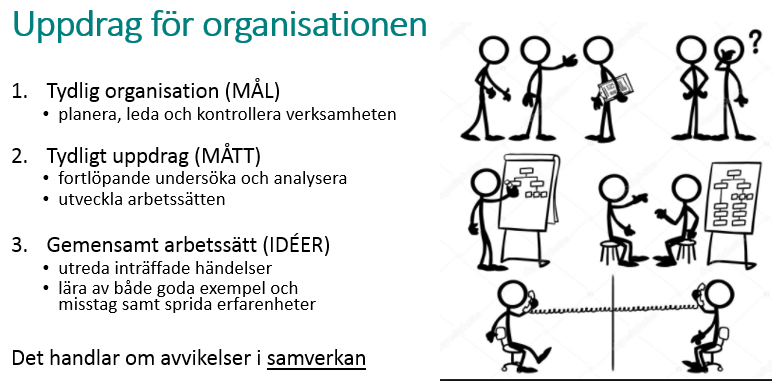 Uppdrag för organisationen
1. Tydlig organisation (MÅL)
• planera, leda och kontrollera verksamheten
2. Tydligt uppdrag (MÅTT)
• fortlöpande undersöka och analysera
• utveckla arbetssätten
3. Gemensamt arbetssätt (IDÉER)
• utreda inträffade händelser
• lära av både goda exempel och
misstag samt sprida erfarenheter
Det handlar om avvikelser i samverkan
?